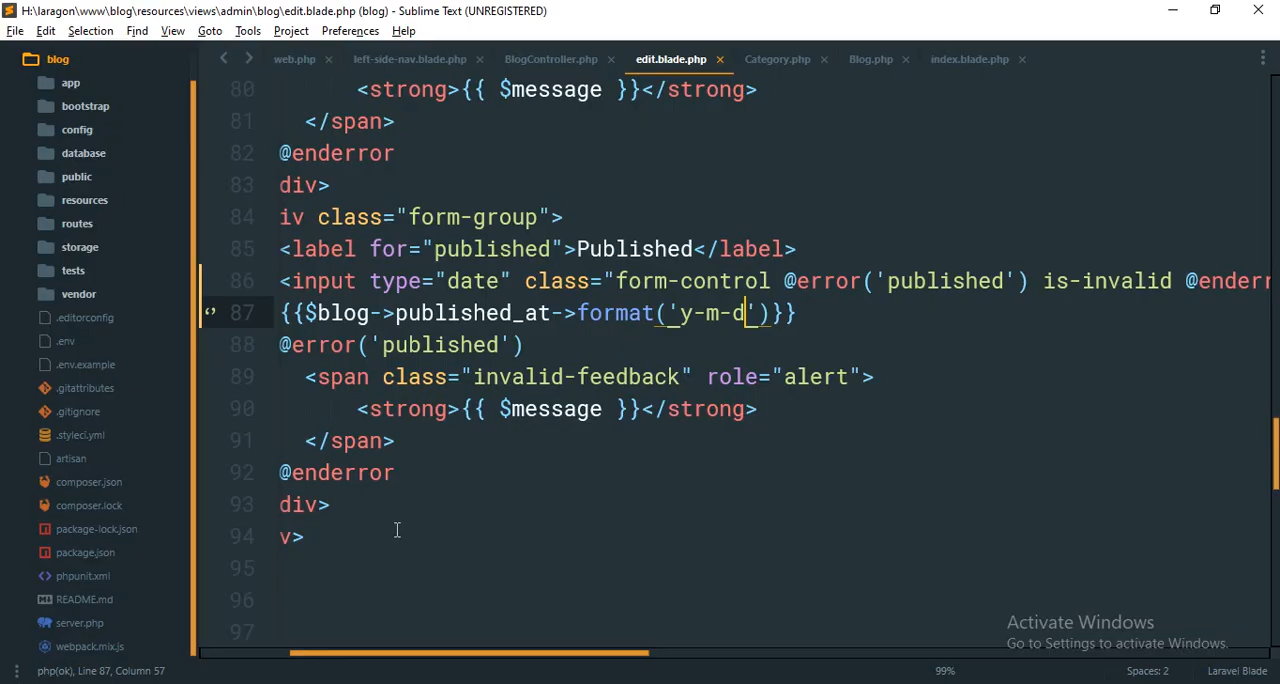 H:\laragon\www\blog\resources\views\admin\blog\edit.blade.php (blog) - Sublime Text (UNREGISTERED)
File Edit Selection Find View Goto Tools Project Preferences Help
blog
app
bootstrap
config
database
public
resources
routes
storage
tests
vendor
.editorconfig
.env
.env.example
.gitattributes
.gitignore
.styleci.yml
artisan
composer.json
composer.lock
package-lock.json
package.json
phpunit.xml
README.md
server.php
webpack.mix.js
web.php left-side-nav.blade.php BlogController.php edit.blade.php Category.php Blog.php index.blade.php
80 <strong>{{ $message }}</strong>
81 </span>
82 @enderror
83 div>
84 iv class="form-group">
85 <label for="published">Published</label>
86 <input type="date" class="form-control @error('published') is-invalid @enderr
87 {{$blog->published_at->format('y-m-d')}}
88 @error('published')
89 <span class="invalid-feedback" role="alert">
90 <strong>{{ $message }}</strong>
91 </span>
92 @enderror
93 div>
94 v>
95
96
97
Activate Windows
Go to Settings to activate Windows.
php(ok), Line 87, Column 57 99% Spaces: 2 Laravel Blade